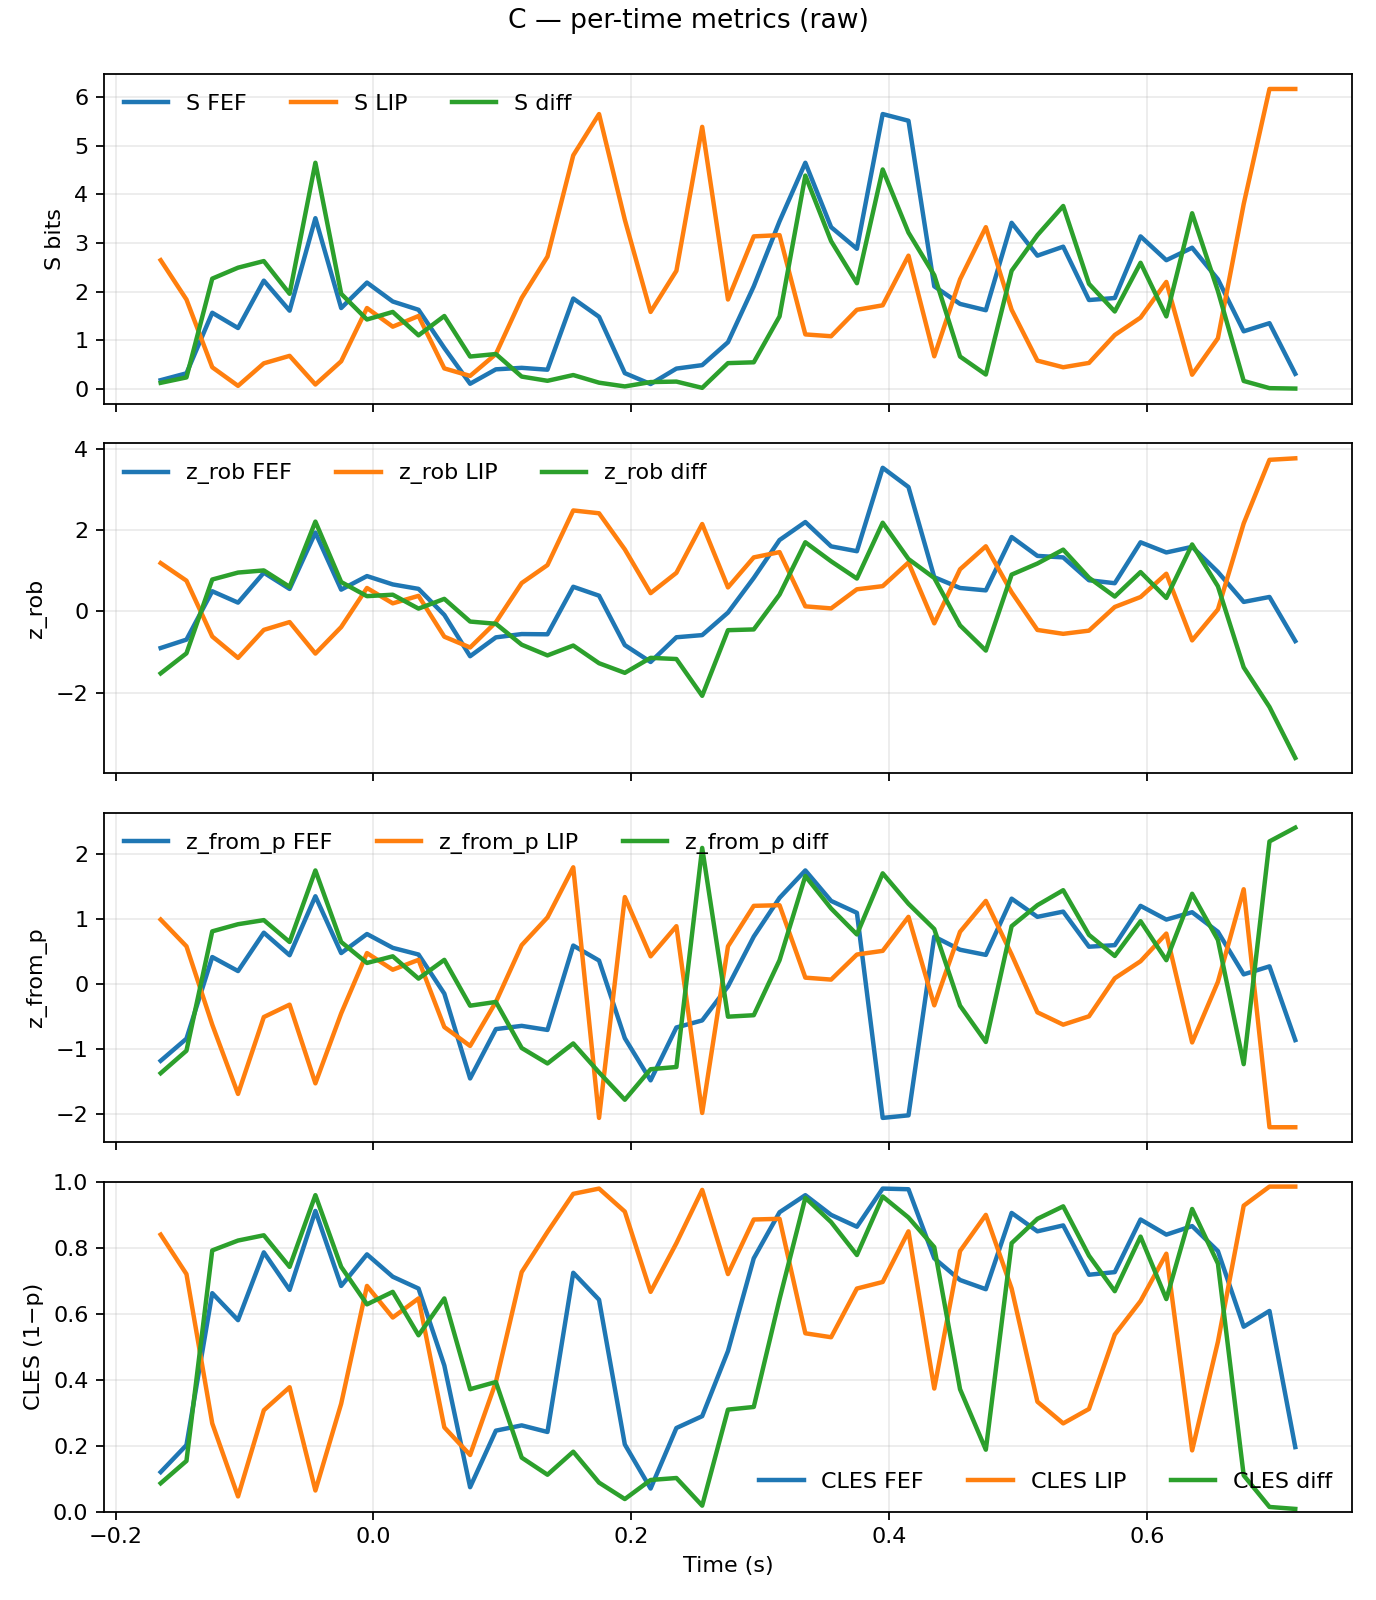 C — per-time metrics (raw)
S FEF S LIP S diff
6
5
4
3
2
1
0
S bits
z_rob FEF z_rob LIP z_rob diff
4
2
0
−2
z_rob
z_from_p FEF z_from_p LIP z_from_p diff
2
1
0
−1
−2
z_from_p
1.0
0.8
0.6
0.4
0.2
0.0
CLES (1−p)
CLES FEF CLES LIP CLES diff
−0.2 0.0 0.2 0.4 0.6
Time (s)